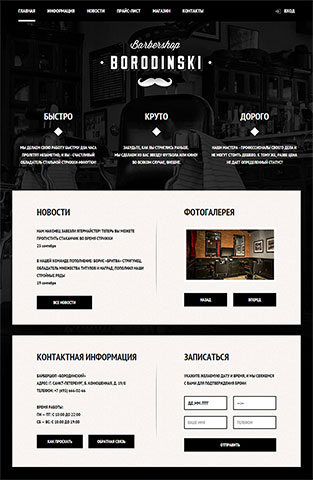 ГЛАВНАЯ ИНФОРМАЦИЯ НОВОСТИ ПРАЙС-ЛИСТ МАГАЗИН КОНТАКТЫ ВХОД
Barbershop
BORODINSKI
БЫСТРО КРУТО ДОРОГО
МЫ ДЕЛАЕМ СВОЮ РАБОТУ БЫСТРО! ДВА ЧАСА
ПРОЛЕТЯТ НЕЗАМЕТНО, И ВЫ - СЧАСТЛИВЫЙ
ОБЛАДАТЕЛЬ СТИЛЬНОЙ СТРИЖКИ-МИНУТКИ!
ЗАБУДЬТЕ, КАК ВЫ СТРИГЛИСЬ РАНЬШЕ.
МЫ СДЕЛАЕМ ИЗ ВАС ЗВЕЗДУ ФУТБОЛА ИЛИ КИНО!
ВО ВСЯКОМ СЛУЧАЕ, ВНЕШНЕ.
НАШИ МАСТЕРА - ПРОФЕССИОНАЛЫ СВОЕГО ДЕЛА И
НЕ МОГУТ СТОИТЬ ДЕШЕВО. К ТОМУ ЖЕ, РАЗВЕ ЦЕНА
НЕ ДАЕТ ОПРЕДЕЛЕННЫЙ СТАТУС?
НОВОСТИ
НАМ НАКОНЕЦ ЗАВЕЗЛИ ЯГЕРМАЙСТЕР! ТЕПЕРЬ ВЫ МОЖЕТЕ
ПРОПУСТИТЬ СТАКАНЧИК ВО ВРЕМЯ СТРИЖКИ
23 сентября
В НАШЕЙ КОМАНДЕ ПОПОЛНЕНИЕ! БОРИС «БРИТВА» СТРИГУНЕЦ,
ОБЛАДАТЕЛЬ МНОЖЕСТВА ТИТУЛОВ И НАГРАД, ПОПОЛНИЛ НАШИ
СТРОЙНЫЕ РЯДЫ
19 сентября
ВСЕ НОВОСТИ
ФОТОГАЛЕРЕЯ
НАЗАД ВПЕРЕД
КОНТАКТНАЯ ИНФОРМАЦИЯ
БАРБЕРШОП «БОРОДИНСКИЙ»
АДРЕС: Г. САНКТ-ПЕТЕРБУРГ, Б. КОНЮШЕННАЯ, Д. 19/8
ТЕЛЕФОН: +7 (495) 666-02-66
ВРЕМЯ РАБОТЫ:
ПН – ПТ: С 10:00 ДО 22:00
СБ – ВС: С 10:00 ДО 19:00
КАК ПРОЕХАТЬ ОБРАТНАЯ СВЯЗЬ
ЗАПИСАТЬСЯ
УКАЖИТЕ ЖЕЛАЕМУЮ ДАТУ И ВРЕМЯ, И МЫ СВЯЖЕМСЯ
С ВАМИ ДЛЯ ПОДТВЕРЖДЕНИЯ БРОНИ
ДД.ММ.ГГГГ --:--
ВАШЕ ИМЯ ТЕЛЕФОН
ОТПРАВИТЬ